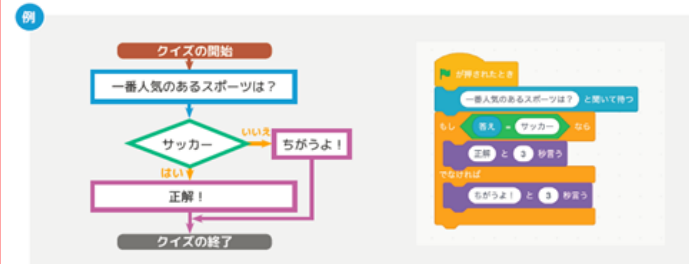 例
クイズの開始
一番人気のあるスポーツは？
サッカー
いいえ
ちがうよ！
はい
正解！
クイズの終了
が押されたとき
一番人気のあるスポーツは？ と聞いて待つ
もし 答え = サッカー なら
正解 と 3 秒言う
でなければ
ちがうよ！ と 3 秒言う